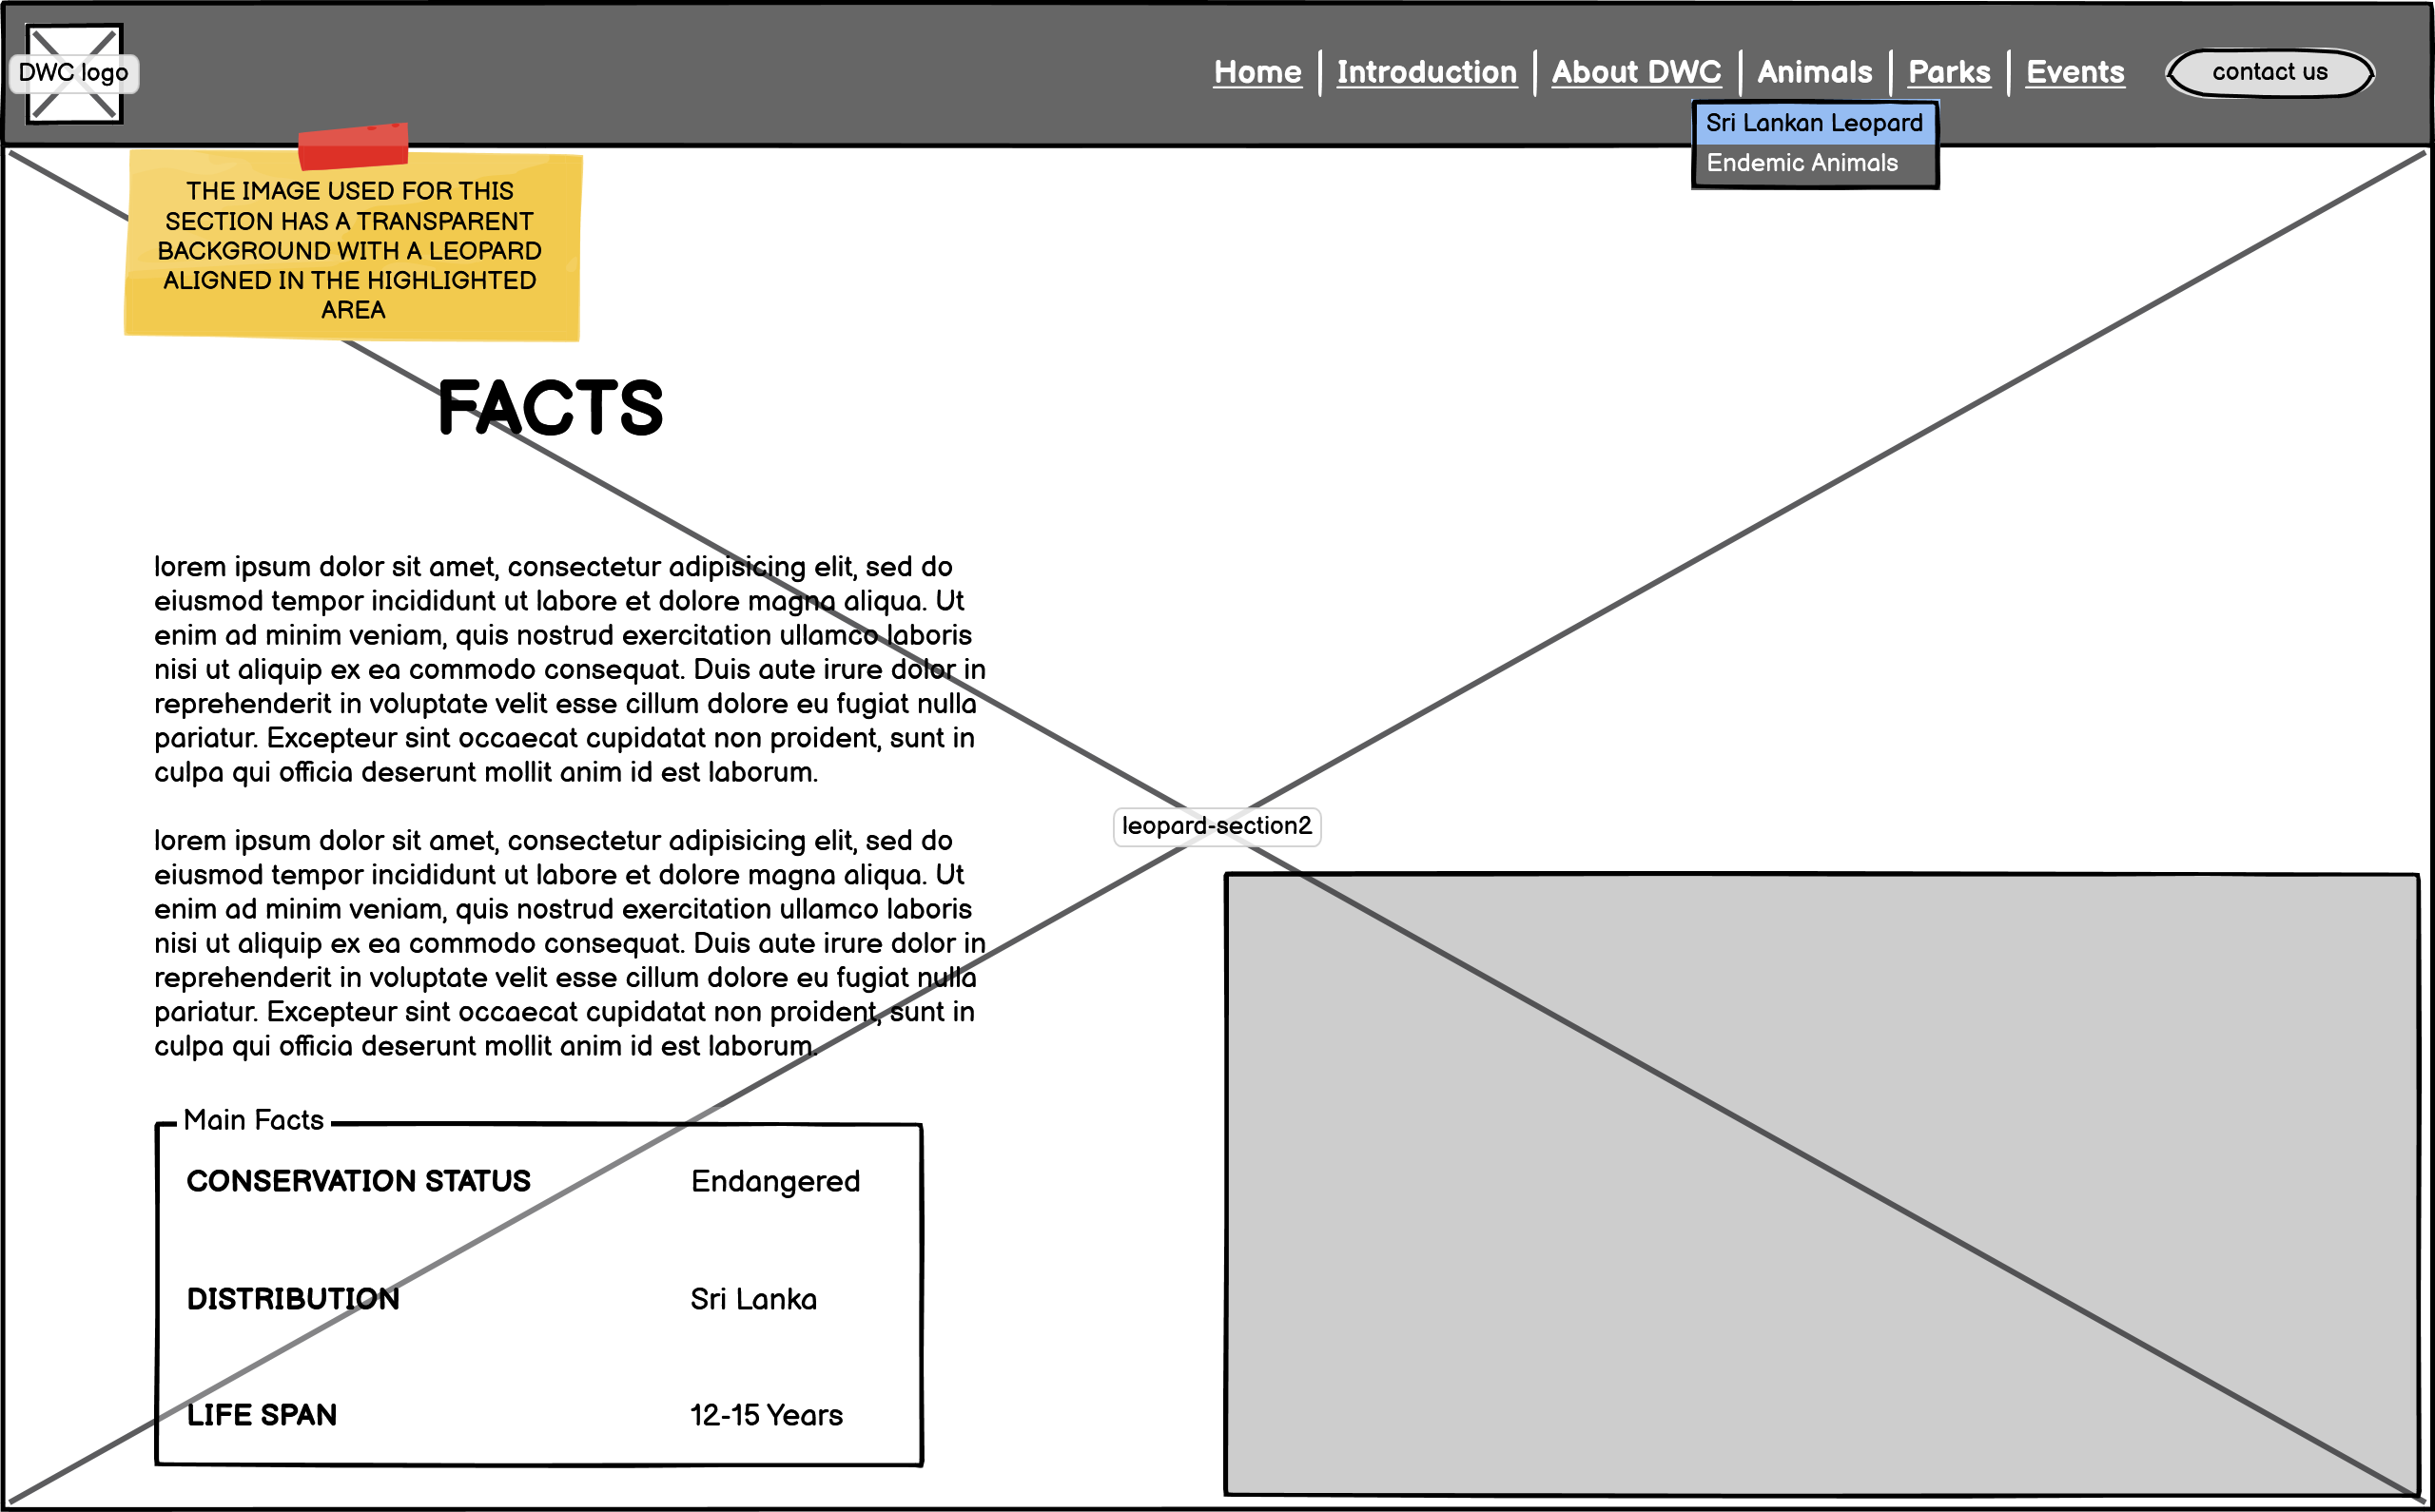 DWC logo
Home
Introduction
About DWC
Animals
Parks
Events
contact us
Sri Lankan Leopard
Endemic Animals
THE IMAGE USED FOR THIS
SECTION HAS A TRANSPARENT
BACKGROUND WITH A LEOPARD
ALIGNED IN THE HIGHLIGHTED
AREA
FACTS
lorem ipsum dolor sit amet, consectetur adipisicing elit, sed do
eiusmod tempor incididunt ut labore et dolore magna aliqua. Ut
enim ad minim veniam, quis nostrud exercitation ullamco laboris
nisi ut aliquip ex ea commodo consequat. Duis aute irure dolor in
reprehenderit in voluptate velit esse cillum dolore eu fugiat nulla
pariatur. Excepteur sint occaecat cupidatat non proident, sunt in
culpa qui officia deserunt mollit anim id est laborum.
lorem ipsum dolor sit amet, consectetur adipisicing elit, sed do
eiusmod tempor incididunt ut labore et dolore magna aliqua. Ut
enim ad minim veniam, quis nostrud exercitation ullamco laboris
nisi ut aliquip ex ea commodo consequat. Duis aute irure dolor in
reprehenderit in voluptate velit esse cillum dolore eu fugiat nulla
pariatur. Excepteur sint occaecat cupidatat non proident, sunt in
culpa qui officia deserunt mollit anim id est laborum.
leopard-section2
Main Facts
CONSERVATION STATUS Endangered
DISTRIBUTION Sri Lanka
LIFE SPAN 12-15 Years